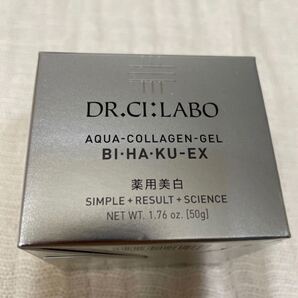 DR.CI:LABO
AQUA-COLLAGEN-GEL
BI·HA·KU-EX
薬用美白
SIMPLE+RESULT+SCIENCE
NET WT. 1.76 oz. [50g]